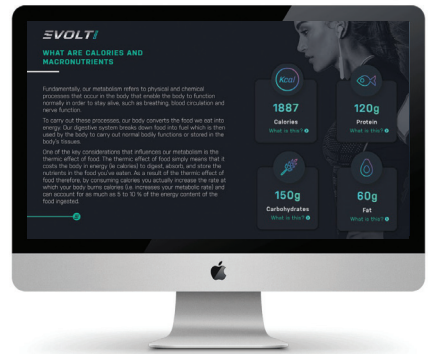 EVOLT
WHAT ARE CALORIES AND
MACRONUTRIENTS
Fundamentally, our metabolism refers to physical and chemical
processes that occur in the body that enable the body to function
normally in order to stay alive, such as breathing, blood circulation and
nerve function.
To carry out these processes, our body converts the food we eat into
energy. Our digestive system breaks down food into fuel which is then
used by the body to carry out normal bodily functions or stored in the
body's tissues.
One of the key considerations that influences our metabolism is the
thermic effect of food. The thermic effect of food simply means that it
costs the body in energy (ie calories) to digest, absorb, and store the
nutrients in the food you've eaten. As a result of the thermic effect of
food therefore, by consuming calories you actually increase the rate at
which your body burns calories (i.e. increases your metabolic rate) and
can account for as much as 5 to 10 % of the energy content of the
food ingested.
Kcal
1887
Calories
What is this?
120g
Protein
What is this?
150g
Carbohydrates
What is this?
60g
Fat
What is this?